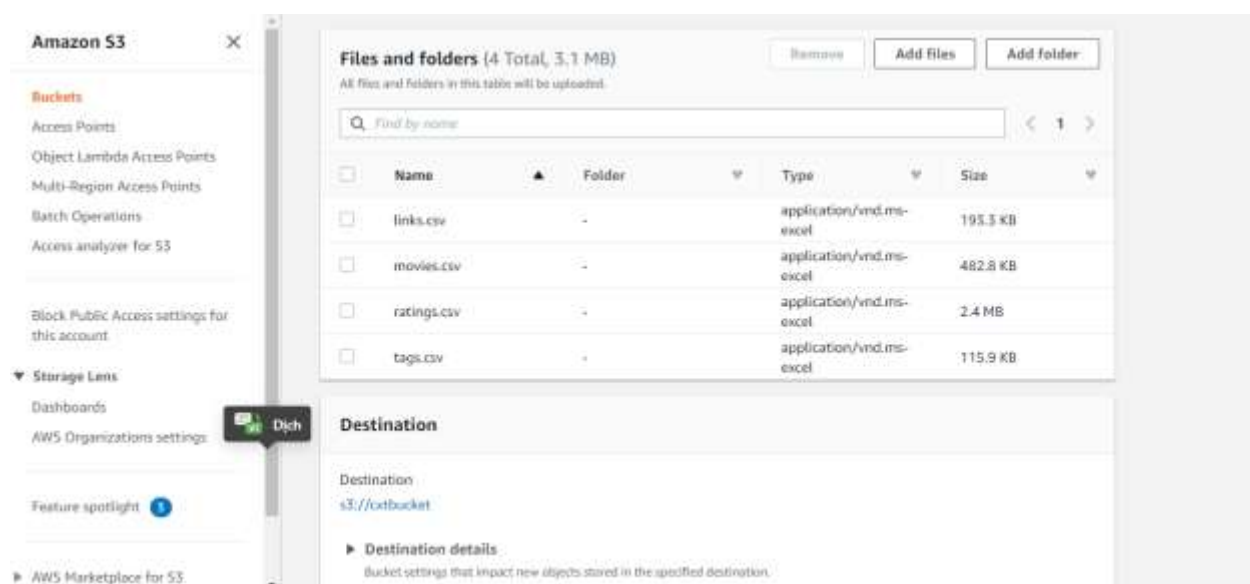 Amazon S3
Buckets
Access Points
Object Lambda Access Points
Multi-Region Access Points
Batch Operations
Access analyzer for S3
Block Public Access settings for
this account
Storage Lens
Dashboards
AWS Organizations settings
Dịch
Feature spotlight 3
AWS Marketplace for S3
Files and folders (4 Total, 3.1 MB)
Remove Add files Add folder
All files and folders in this table will be uploaded.
Find by name
1
Name Folder Type Size
links.csv - application/vnd.ms-
excel 193.3 KB
movies.csv - application/vnd.ms-
excel 482.8 KB
ratings.csv - application/vnd.ms-
excel 2.4 MB
tags.csv - application/vnd.ms-
excel 115.9 KB
Destination
Destination
Destination details
Bucket settings that impact new objects stored in the specified destination.